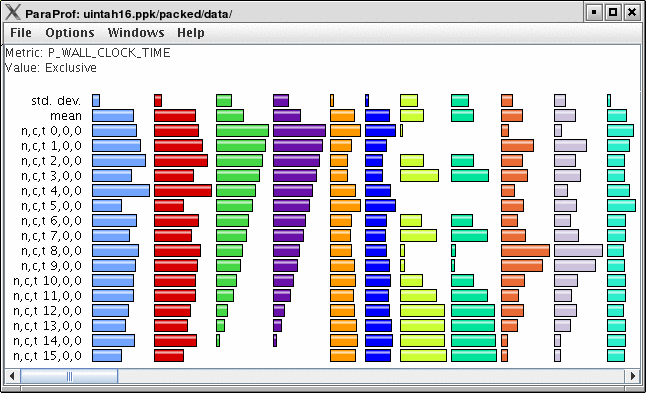 ParaProf: uintah16.ppk/packed/data/
File Options Windows Help
Metric: P_WALL_CLOCK_TIME
Value: Exclusive
std. dev.
mean
n,c,t 0,0,0
n,c,t 1,0,0
n,c,t 2,0,0
n,c,t 3,0,0
n,c,t 4,0,0
n,c,t 5,0,0
n,c,t 6,0,0
n,c,t 7,0,0
n,c,t 8,0,0
n,c,t 9,0,0
n,c,t 10,0,0
n,c,t 11,0,0
n,c,t 12,0,0
n,c,t 13,0,0
n,c,t 14,0,0
n,c,t 15,0,0